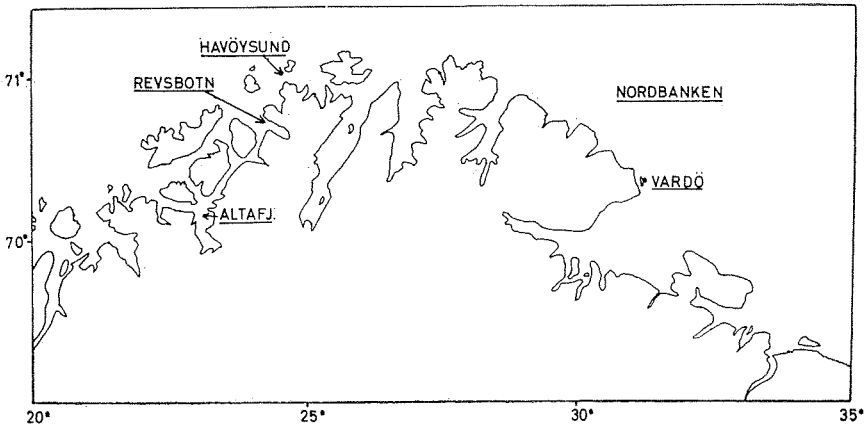 HAVÖYSUND
71°
REVSBOTN
NORDBANKEN
VARDÖ
ALTAFJ.
70°
20°
25°
30°
35°